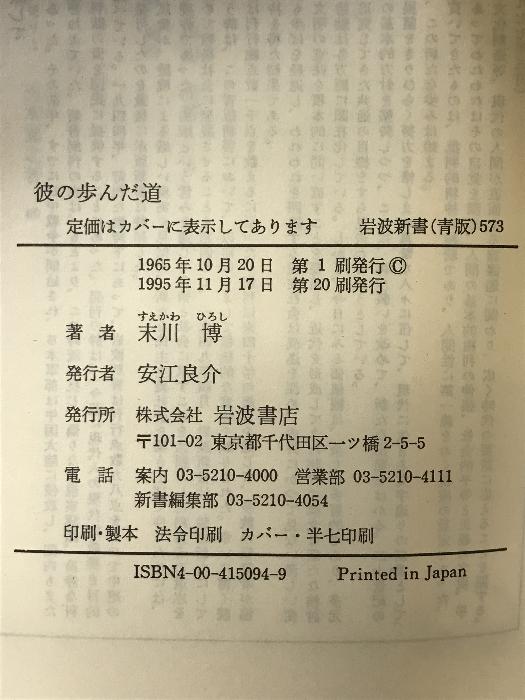 彼の歩んだ道
定価はカバーに表示してあります 岩波新書(青版)573
1965年10月20日 第1刷発行©
1995年11月17日 第20刷発行
すえかわ ひろし
著者 末川 博
発行者 安江良介
発行所 株式会社 岩波書店
〒101-02 東京都千代田区一ツ橋2-5-5
電話 案内 03-5210-4000 営業部 03-5210-4111
新書編集部 03-5210-4054
印刷・製本 法令印刷 カバー・半七印刷
ISBN4-00-415094-9 Printed in Japan